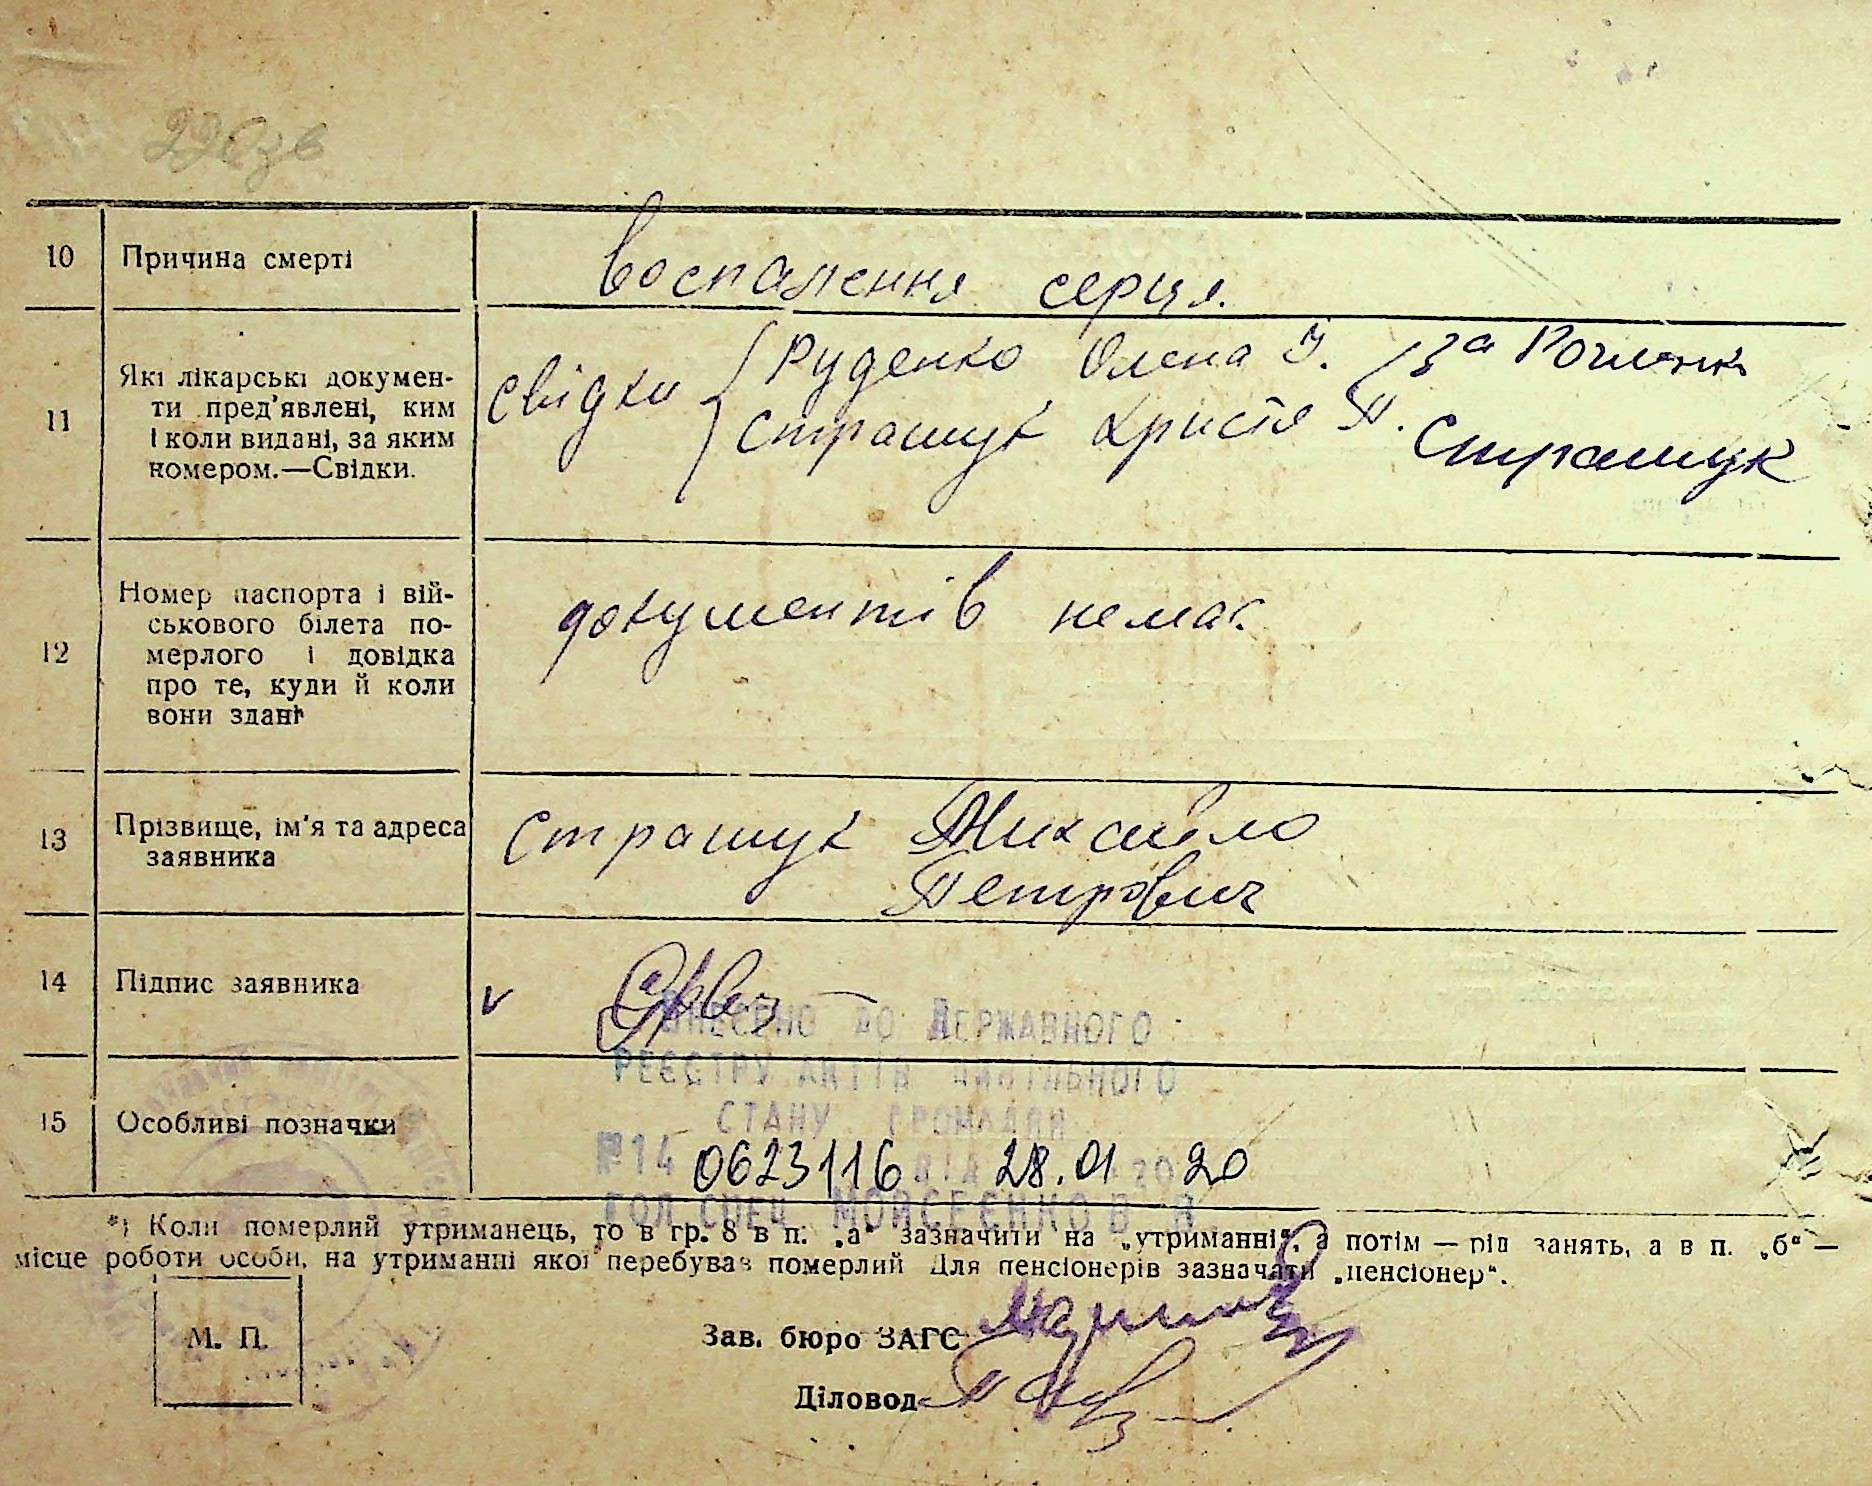 10 Причина смерті
воспалення серця.
11 Які лікарські докумен-
ти пред'явлені, ким
і коли видані, за яким
номером.—Свідки.
Свідки { Руденко Олена У. /за
Страшук Христя П. Страшук
12 Номер паспорта і вій-
ськового білета по-
мерлого і довідка
про те, куди й коли
вони здані
документів немає.
13 Прізвище, ім'я та адреса
заявника
Страшук Михайло
Петрович
14 Підпис заявника
v
ВНЕСЕНО ДО ДЕРЖАВНОГО
РЕЄСТРУ АКТІВ ЦИВІЛЬНОГО
СТАНУ ГРОМАДЯН
15 Особливі позначки
№14 0623116 ВІД 28.01 2020
ГОЛ.СПЕЦ. МОЙСЕЄНКО В. В.
*) Коли померлий утриманець, то в гр. 8 в п. „а" зазначити на „утриманні", а потім — рід занять, а в п. „б" —
місце роботи особи, на утриманні якої перебував померлий Для пенсіонерів зазначати „пенсіонер".
М. П.
Зав. бюро ЗАГС
Діловод